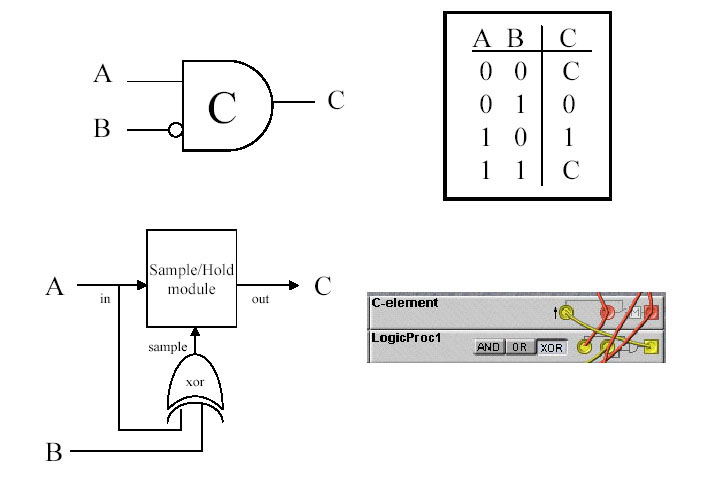 A
B
C
C
A B C
0 0 C
0 1 0
1 0 1
1 1 C
A
in
Sample/Hold
module
out
C
sample
xor
B
C-element
M
LogicProc1 AND OR XOR